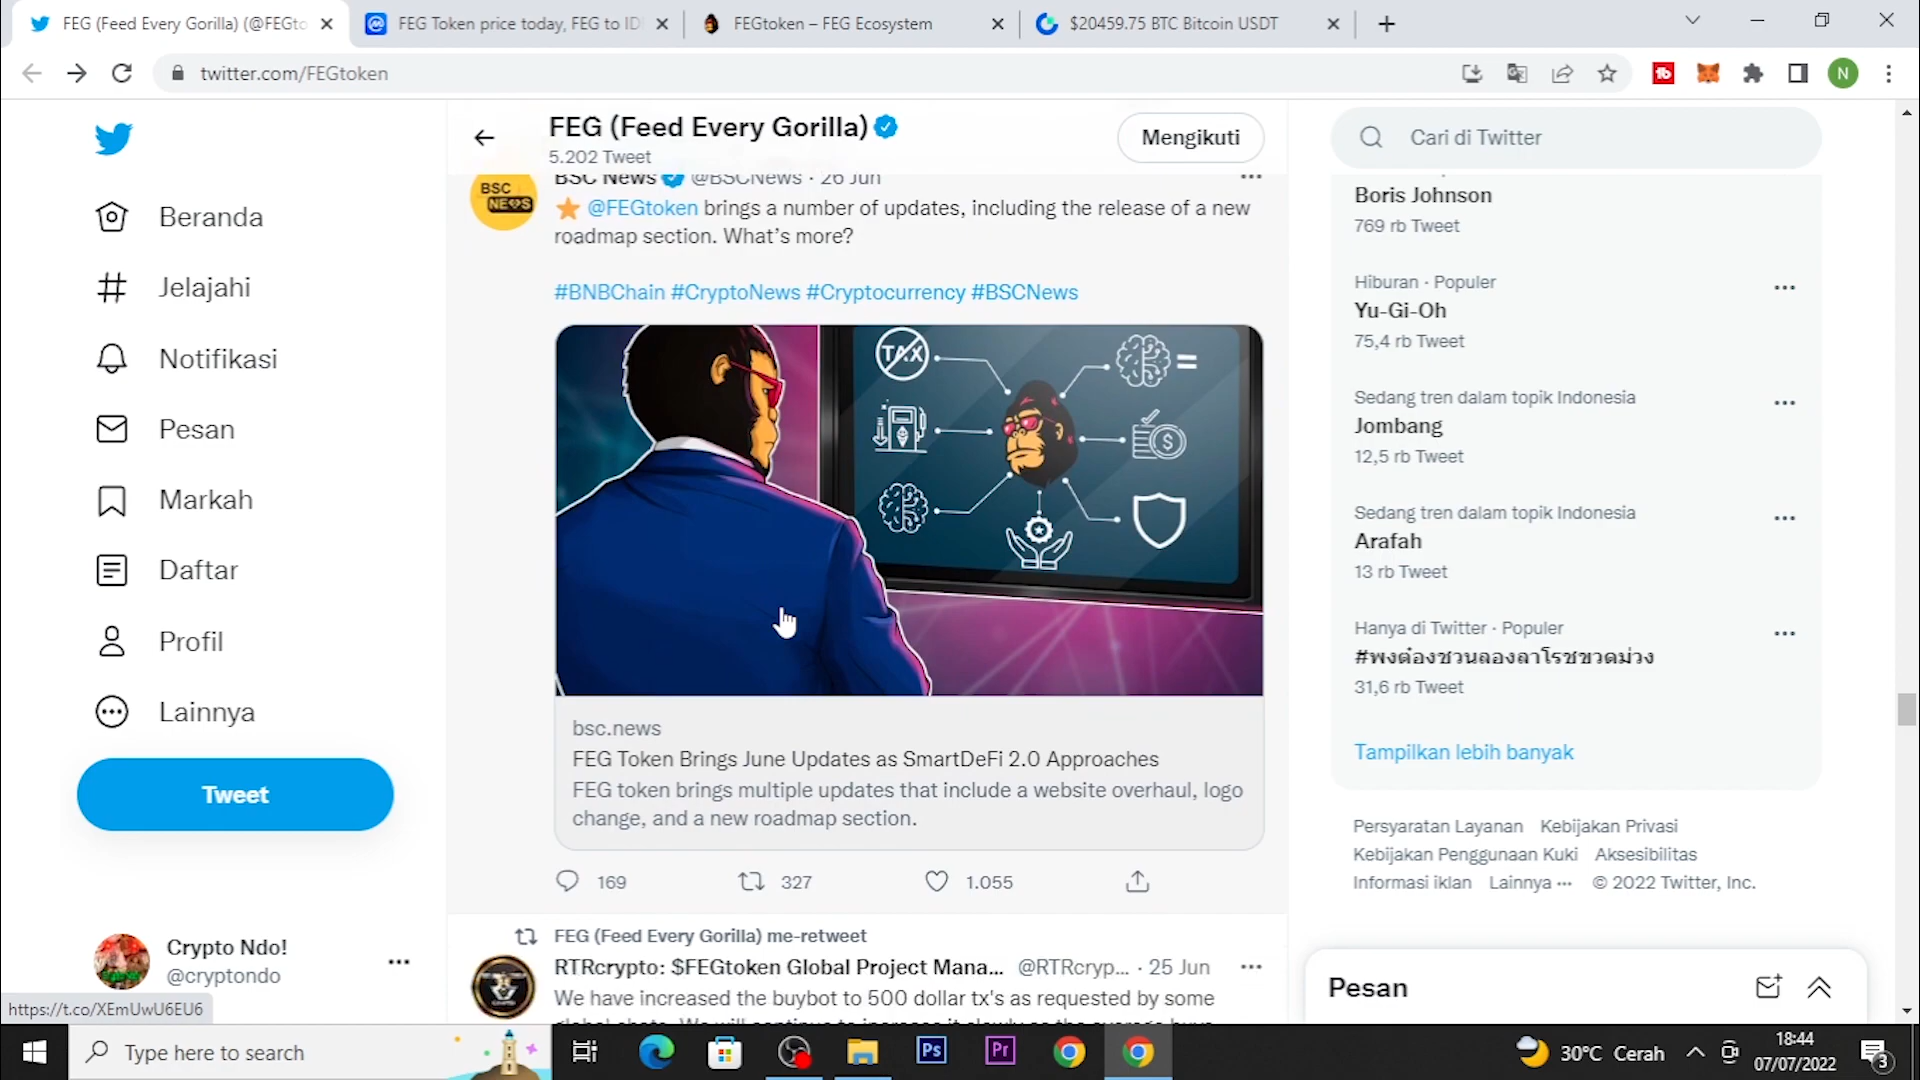 FEG (Feed Every Gorilla) (@FEGto
FEG Token price today, FEG to ID
FEGtoken – FEG Ecosystem
$20459.75 BTC Bitcoin USDT
twitter.com/FEGtoken
N
FEG (Feed Every Gorilla)
5.202 Tweet
Mengikuti
Cari di Twitter
Beranda
Jelajahi
Notifikasi
Pesan
Markah
Daftar
Profil
Lainnya
Tweet
Crypto Ndo!
@cryptondo
https://t.co/XEmUwU6EU6
BSC NEWS
BSC News @BSCNews · 26 Jun
@FEGtoken brings a number of updates, including the release of a new
roadmap section. What's more?
#BNBChain #CryptoNews #Cryptocurrency #BSCNews
TAX
bsc.news
FEG Token Brings June Updates as SmartDeFi 2.0 Approaches
FEG token brings multiple updates that include a website overhaul, logo
change, and a new roadmap section.
169 327 1.055
FEG (Feed Every Gorilla) me-retweet
RTRcrypto: $FEGtoken Global Project Mana... @RTRcryp... · 25 Jun
We have increased the buybot to 500 dollar tx's as requested by some
Boris Johnson
769 rb Tweet
Hiburan · Populer
Yu-Gi-Oh
75,4 rb Tweet
Sedang tren dalam topik Indonesia
Jombang
12,5 rb Tweet
Sedang tren dalam topik Indonesia
Arafah
13 rb Tweet
Hanya di Twitter · Populer
#พงต๋องชวนลองลาโรชขวดม่วง
31,6 rb Tweet
Tampilkan lebih banyak
Persyaratan Layanan Kebijakan Privasi
Kebijakan Penggunaan Kuki Aksesibilitas
Informasi iklan Lainnya ··· © 2022 Twitter, Inc.
Pesan
Type here to search
Ps
Pr
30°C Cerah
18:44
07/07/2022
3